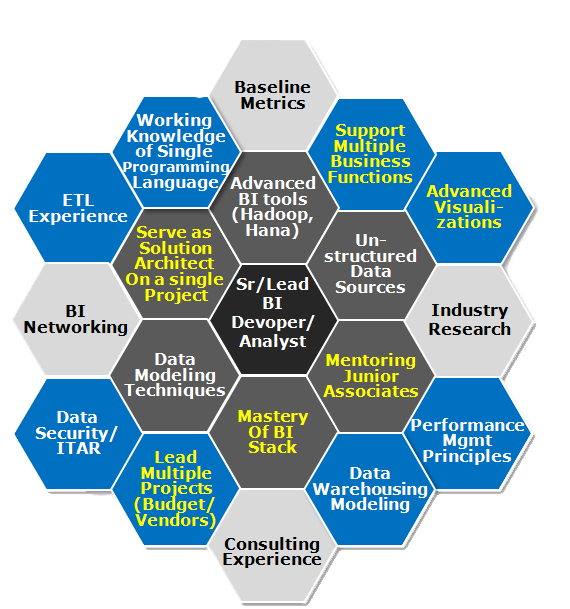 Baseline
Metrics
Working
Knowledge
of Single
Programming
Language
Support
Multiple
Business
Functions
ETL
Experience
Advanced
BI tools
(Hadoop,
Hana)
Advanced
Visuali-
zations
Serve as
Solution
Architect
On a single
Project
Un-
structured
Data
Sources
BI
Networking
Sr/Lead
BI
Devoper/
Analyst
Industry
Research
Data
Modeling
Techniques
Mentoring
Junior
Associates
Data
Security/
ITAR
Mastery
Of BI
Stack
Performance
Mgmt
Principles
Lead
Multiple
Projects
(Budget/
Vendors)
Data
Warehousing
Modeling
Consulting
Experience